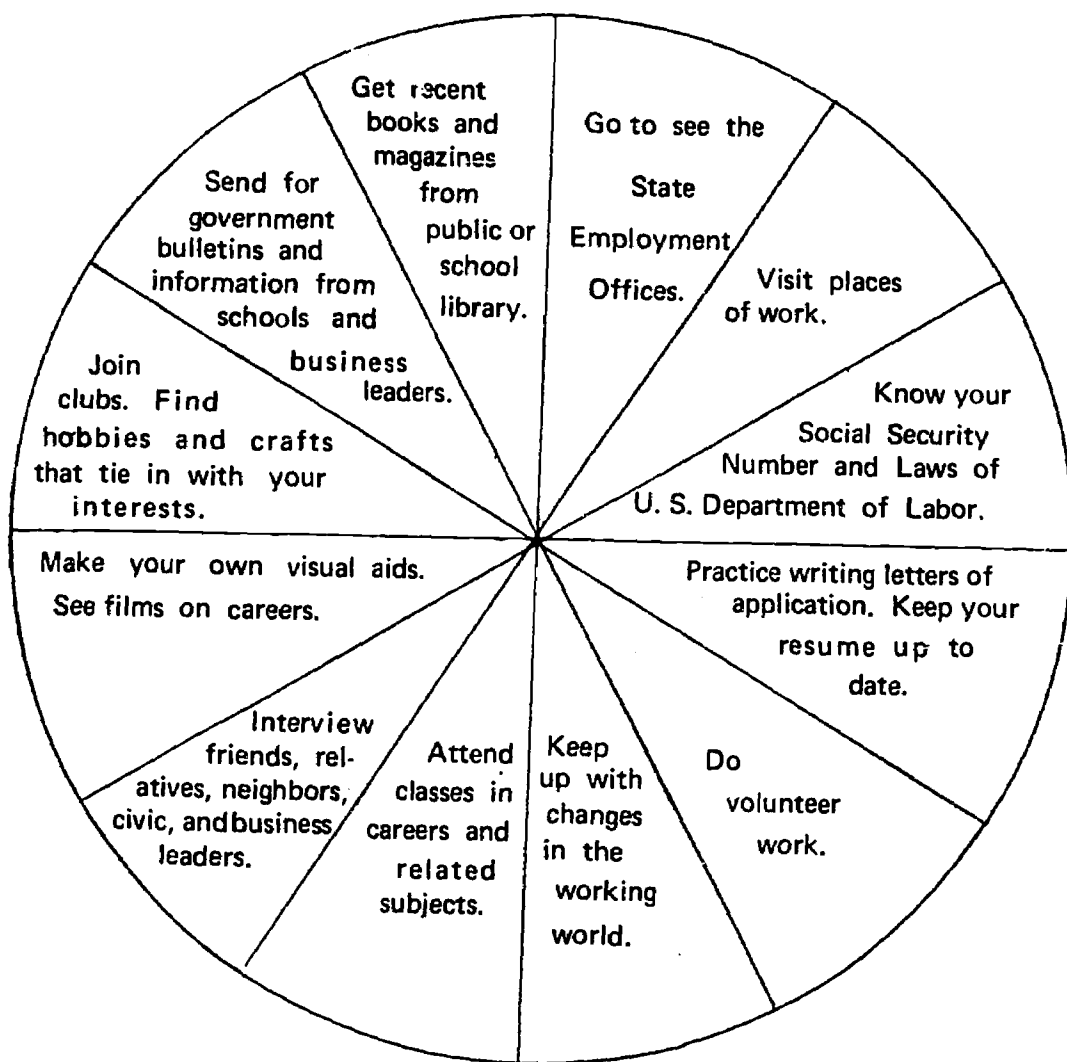 Get recent
books and
magazines
from
public or
school
library.
Go to see the
State
Employment
Offices.
Visit places
of work.
Know your
Social Security
Number and Laws of
U. S. Department of Labor.
Practice writing letters of
application. Keep your
resume up to
date.
Do
volunteer
work.
Keep
up with
changes
in the
working
world.
Attend
classes in
careers and
related
subjects.
Interview
friends, rel-
atives, neighbors,
civic, and business
leaders.
Make your own visual aids.
See films on careers.
Join
clubs. Find
hobbies and crafts
that tie in with your
interests.
Send for
government
bulletins and
information from
schools and
business
leaders.